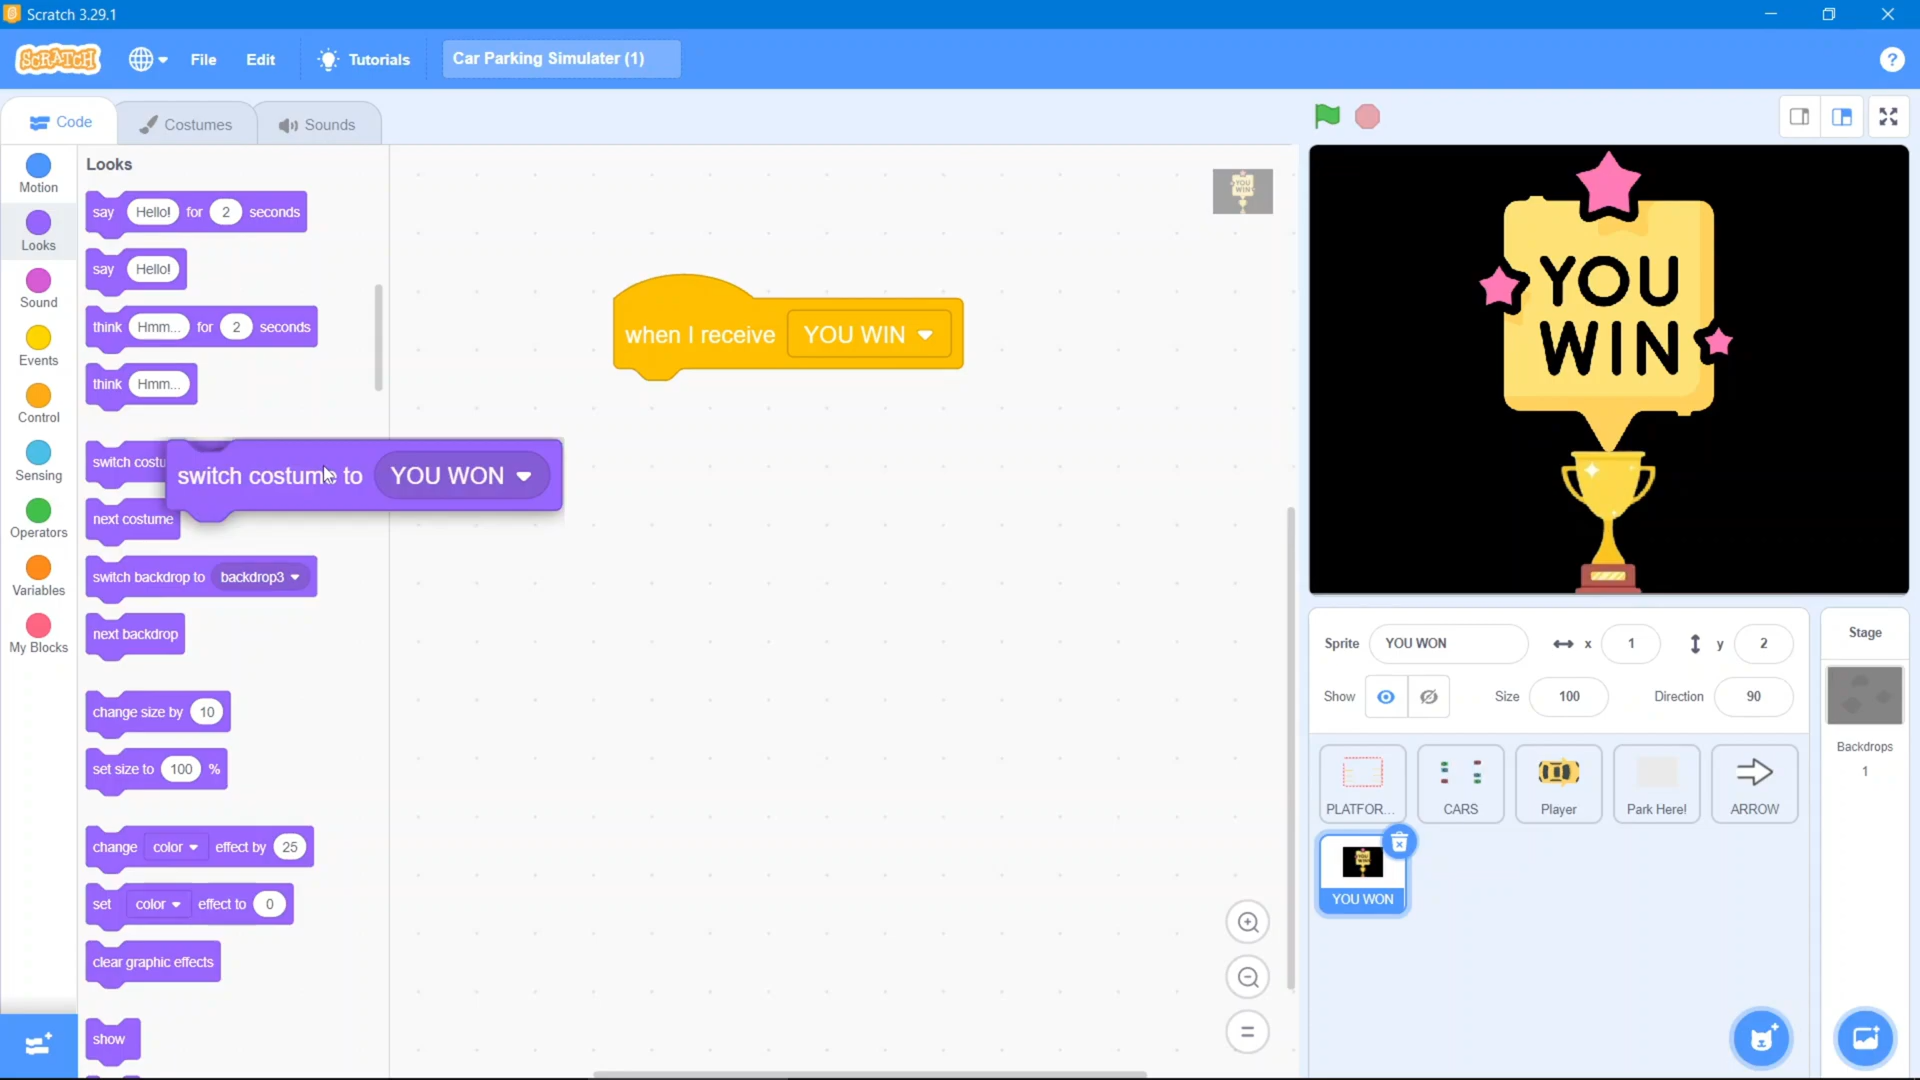 Scratch 3.29.1
SCRATCH File Edit Tutorials Car Parking Simulater (1) ?
Code Costumes Sounds
Motion
Looks
Sound
Events
Control
Sensing
Operators
Variables
My Blocks
Looks
say Hello! for 2 seconds
say Hello!
think Hmm... for 2 seconds
think Hmm...
switch costu
switch costume to YOU WON
next costume
switch backdrop to backdrop3
next backdrop
change size by 10
set size to 100 %
change color effect by 25
set color effect to 0
clear graphic effects
show
when I receive YOU WIN
YOU
WIN
YOU
WIN
Sprite YOU WON x 1 y 2
Show Size 100 Direction 90
PLATFOR... CARS Player Park Here! ARROW
YOU WON
Stage
Backdrops
1